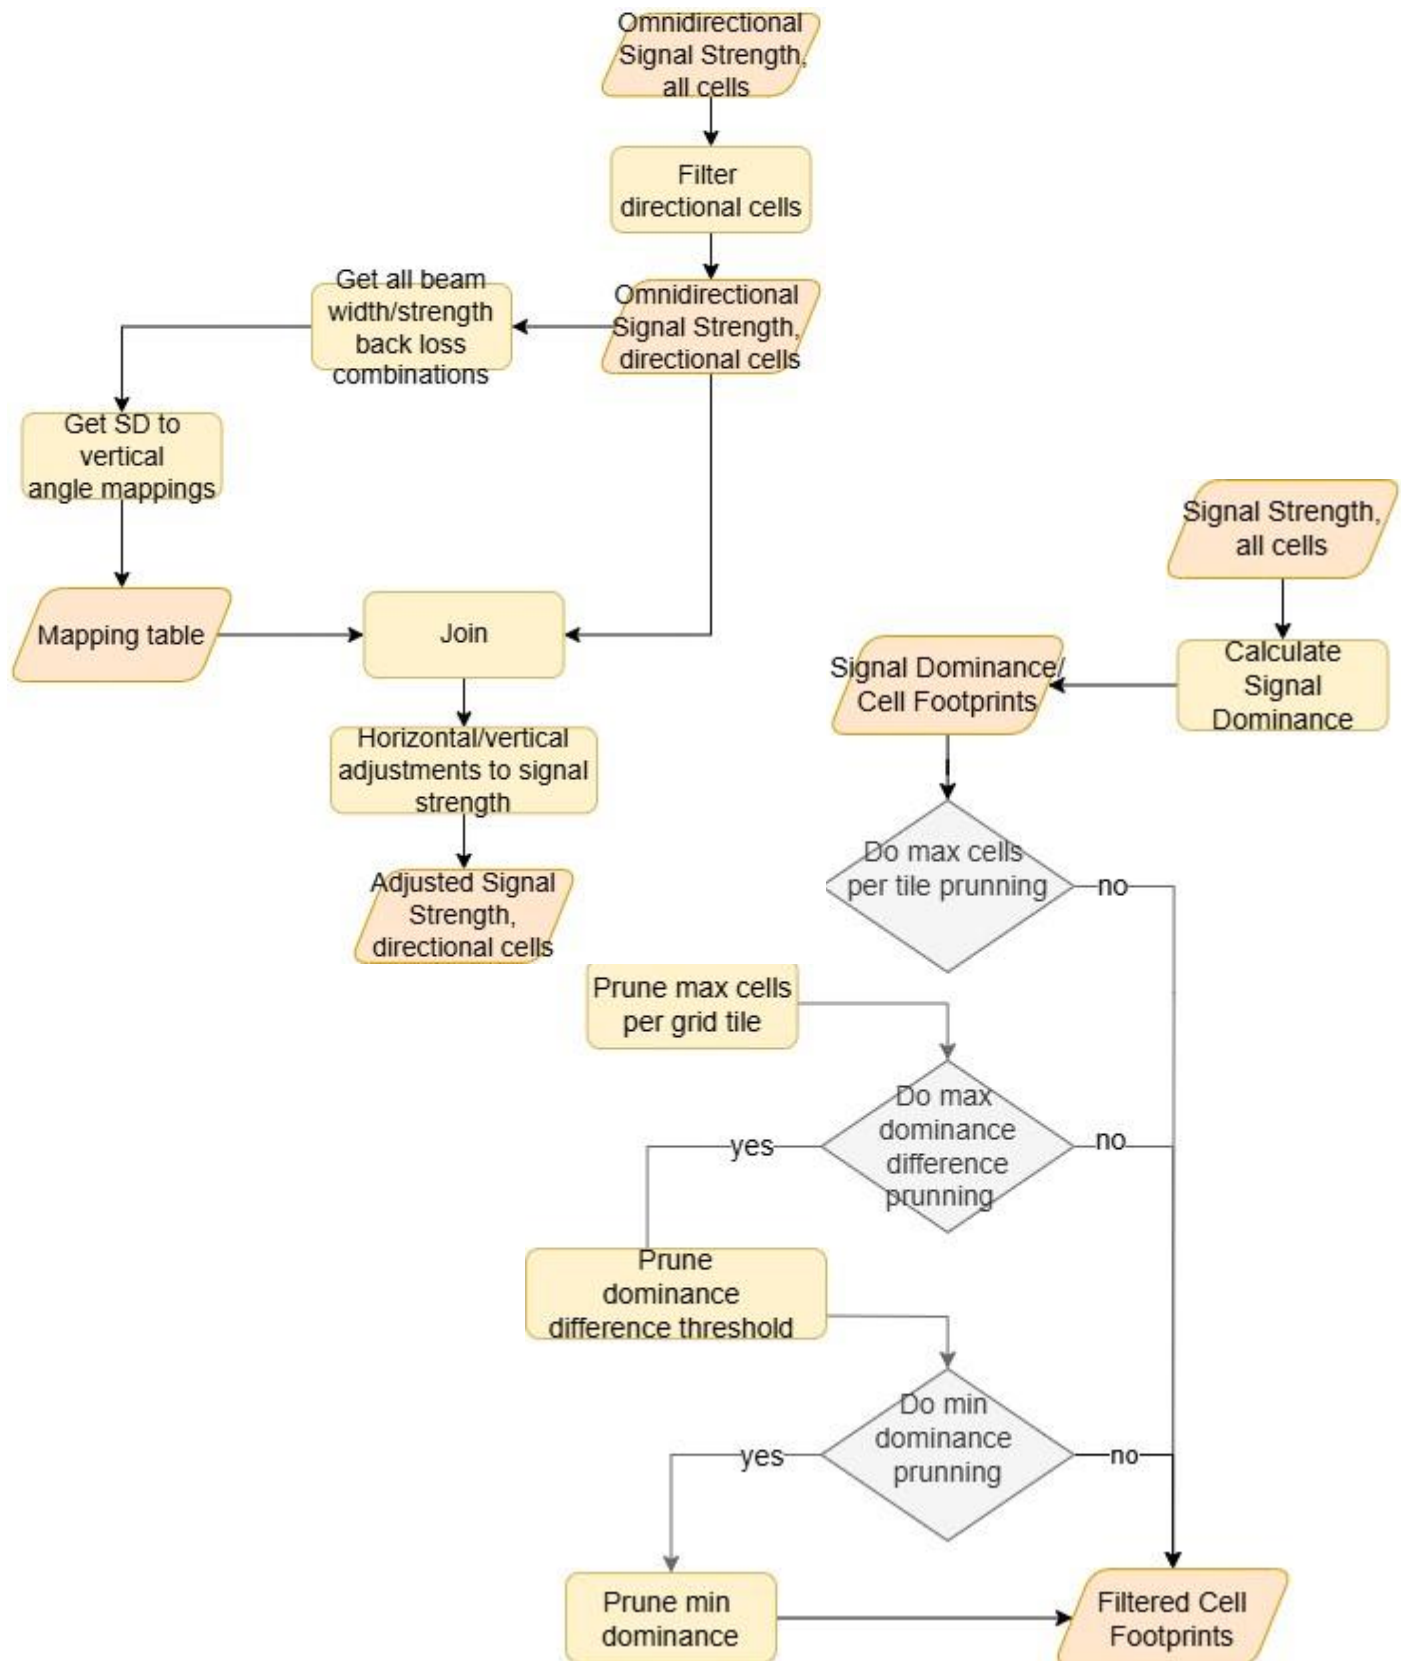 Omnidirectional
Signal Strength,
all cells
Filter
directional cells
Get all beam
width/strength
back loss
combinations
Omnidirectional
Signal Strength,
directional cells
Get SD to
vertical
angle mappings
Signal Strength,
all cells
Mapping table
Join
Signal Dominance/
Cell Footprints
Calculate
Signal
Dominance
Horizontal/vertical
adjustments to signal
strength
Do max cells
per tile prunning
no
Adjusted Signal
Strength,
directional cells
Prune max cells
per grid tile
Do max
dominance
difference
prunning
yes
no
Prune
dominance
difference threshold
Do min
dominance
prunning
yes
no
Prune min
dominance
Filtered Cell
Footprints